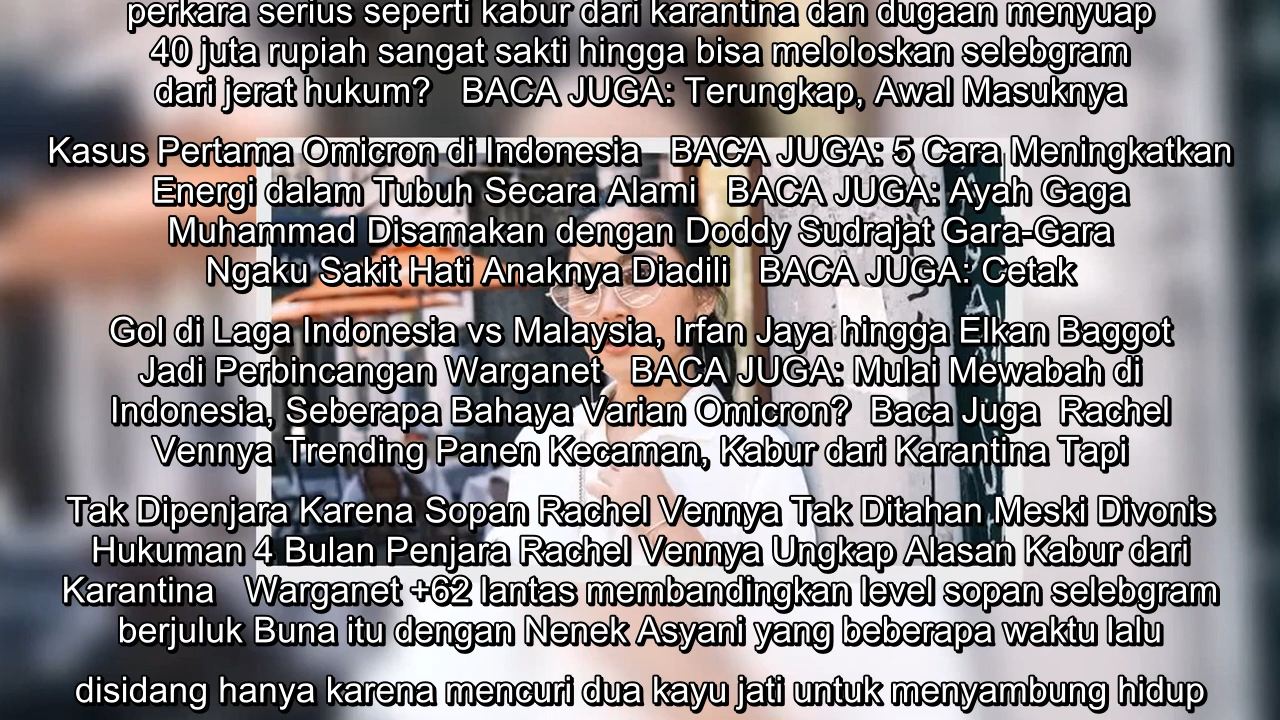 perkara serius seperti kabur dari karantina dan dugaan menyuap
40 juta rupiah sangat sakti hingga bisa meloloskan selebgram
dari jerat hukum?   BACA JUGA: Terungkap, Awal Masuknya
Kasus Pertama Omicron di Indonesia   BACA JUGA: 5 Cara Meningkatkan
Energi dalam Tubuh Secara Alami   BACA JUGA: Ayah Gaga
Muhammad Disamakan dengan Doddy Sudrajat Gara-Gara
Ngaku Sakit Hati Anaknya Diadili   BACA JUGA: Cetak
Gol di Laga Indonesia vs Malaysia, Irfan Jaya hingga Elkan Baggot
Jadi Perbincangan Warganet   BACA JUGA: Mulai Mewabah di
Indonesia, Seberapa Bahaya Varian Omicron?  Baca Juga  Rachel
Vennya Trending Panen Kecaman, Kabur dari Karantina Tapi
Tak Dipenjara Karena Sopan Rachel Vennya Tak Ditahan Meski Divonis
Hukuman 4 Bulan Penjara Rachel Vennya Ungkap Alasan Kabur dari
Karantina   Warganet +62 lantas membandingkan level sopan selebgram
berjuluk Buna itu dengan Nenek Asyani yang beberapa waktu lalu
disidang hanya karena mencuri dua kayu jati untuk menyambung hidup